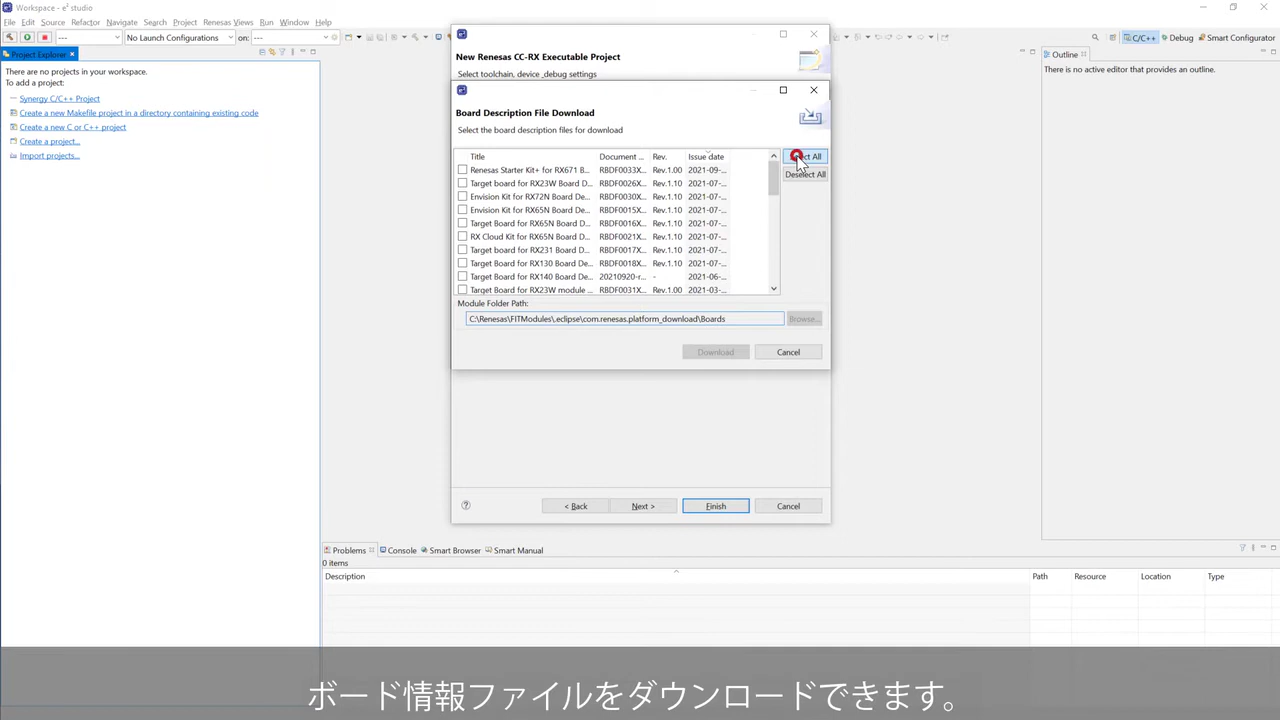 Workspace - e² studio
File Edit Source Refactor Navigate Search Project Renesas Views Run Window Help
--- No Launch Configurations on: --- C/C++ Debug Smart Configurator
Project Explorer
There are no projects in your workspace.
To add a project:
Synergy C/C++ Project
Create a new Makefile project in a directory containing existing code
Create a new C or C++ project
Create a project...
Import projects...
New Renesas CC-RX Executable Project
Select toolchain, device _debug settings
Board Description File Download
Select the board description files for download
Title Document ... Rev. Issue date
Renesas Starter Kit+ for RX671 B... RBDF0033X... Rev.1.00 2021-09-...
Target board for RX23W Board D... RBDF0026X... Rev.1.10 2021-07-...
Envision Kit for RX72N Board De... RBDF0030X... Rev.1.10 2021-07-...
Envision Kit for RX65N Board De... RBDF0015X... Rev.1.10 2021-07-...
Target Board for RX65N Board D... RBDF0016X... Rev.1.10 2021-07-...
RX Cloud Kit for RX65N Board D... RBDF0014X... Rev.1.10 2021-07-...
Target board for RX231 Board D... RBDF0017X... Rev.1.10 2021-07-...
Target board for RX130 Board De... RBDF0018X... Rev.1.10 2021-07-...
Target Board for RX140 Board De... 20210920-r... - 2021-06-...
Target Board for RX23W module ... RBDF0031X... Rev.1.00 2021-03-...
All
Deselect All
Module Folder Path:
C:\Renesas\FITModules\.eclipse\com.renesas.platform_download\Boards Browse...
Download Cancel
? < Back Next > Finish Cancel
Outline
There is no active editor that provides an outline.
Problems Console Smart Browser Smart Manual
0 items
Description Path Resource Location Type
ボード情報ファイルをダウンロードできます。